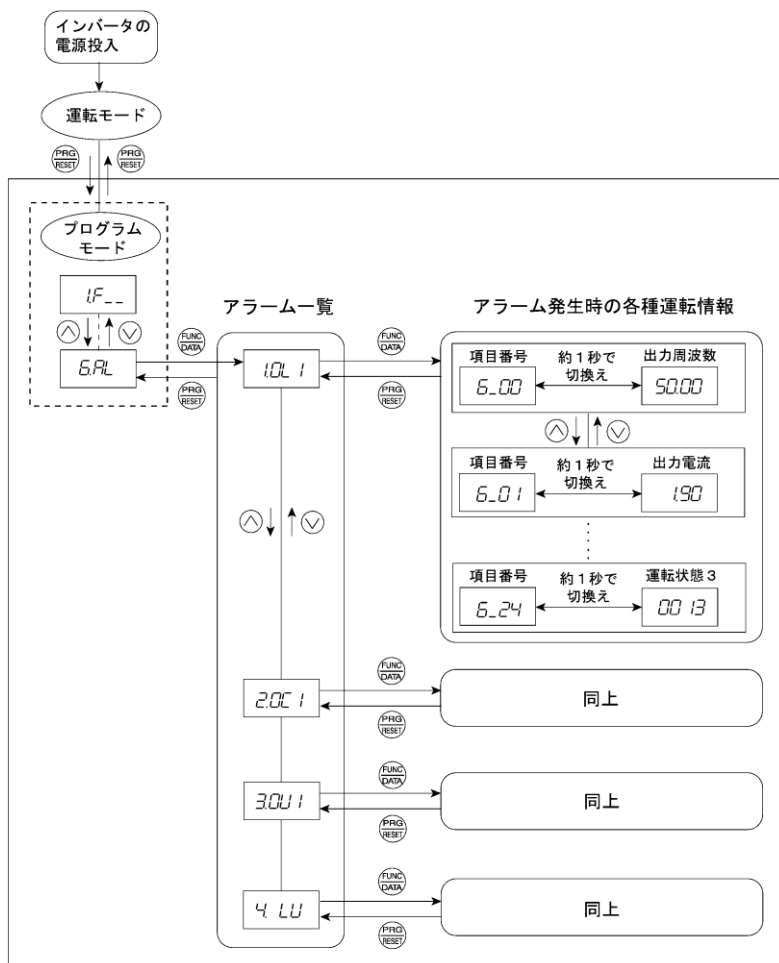 インバータの
電源投入
運転モード
PRG
RESET
PRG
RESET
プログラム
モード
1.F__
6.AL
FUNC
DATA
PRG
RESET
アラーム一覧
1.OL1
FUNC
DATA
PRG
RESET
アラーム発生時の各種運転情報
項目番号
約1秒で
切換え
出力周波数
6_00
50.00
項目番号
約1秒で
切換え
出力電流
6_01
1.90
項目番号
約1秒で
切換え
運転状態3
6_24
0013
2.OC1
FUNC
DATA
PRG
RESET
同上
3.OU1
FUNC
DATA
PRG
RESET
同上
4. LU
FUNC
DATA
PRG
RESET
同上